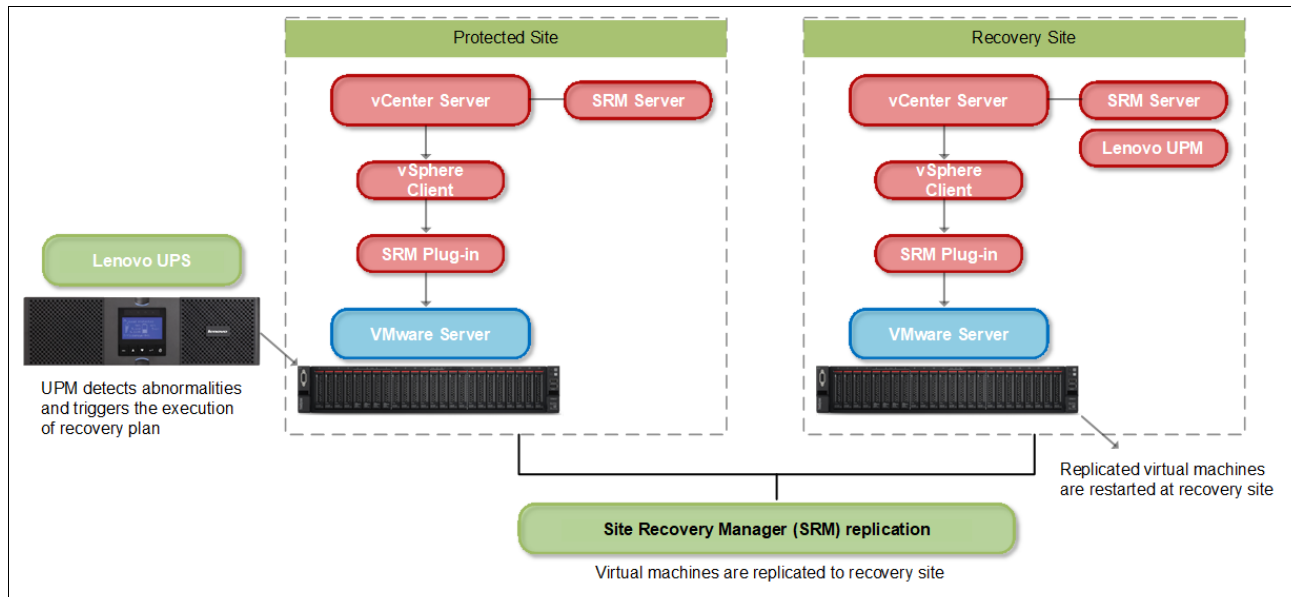 Protected Site
vCenter Server
SRM Server
vSphere
Client
SRM Plug-in
VMware Server
Lenovo UPS
UPM detects abnormalities
and triggers the execution
of recovery plan
Recovery Site
vCenter Server
SRM Server
Lenovo UPM
vSphere
Client
SRM Plug-in
VMware Server
Replicated virtual machines
are restarted at recovery site
Site Recovery Manager (SRM) replication
Virtual machines are replicated to recovery site